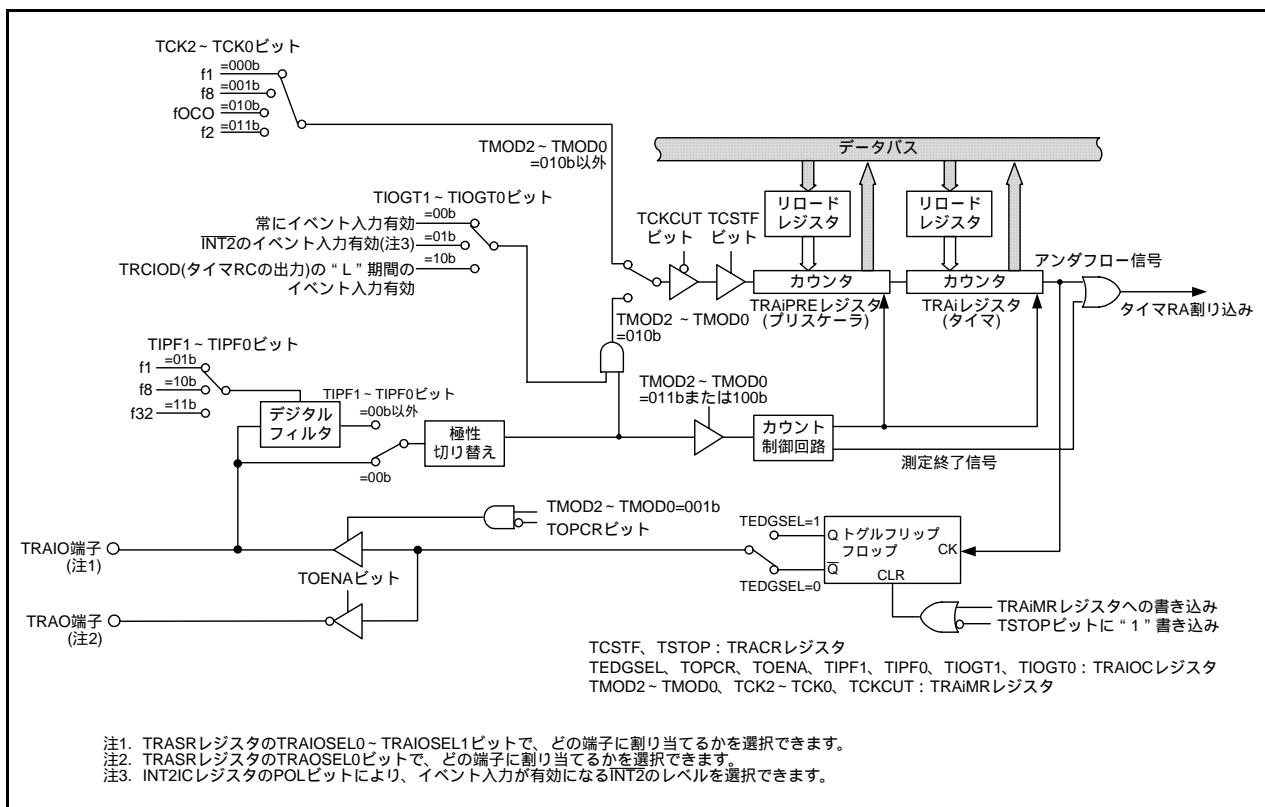 TCK2～TCK0ビット
f1 =000b
f8 =001b
fOCO =010b
f2 =011b
TMOD2～TMOD0
=010b以外
データバス
TIOGT1～TIOGT0ビット
常にイベント入力有効 =00b
INT2のイベント入力有効(注3) =01b
TRCIOD(タイマRCの出力)の“L”期間の =10b
イベント入力有効
TCKCUT
ビット
TCSTF
ビット
リロード
レジスタ
リロード
レジスタ
カウンタ
TRAiPREレジスタ
(プリスケーラ)
カウンタ
TRAiレジスタ
(タイマ)
アンダフロー信号
タイマRA割り込み
TMOD2～TMOD0
=010b
TIPF1～TIPF0ビット
f1 =01b
f8 =10b
f32 =11b
デジタル
フィルタ
TIPF1～TIPF0ビット
=00b以外
=00b
極性
切り替え
TMOD2～TMOD0
=011bまたは100b
カウント
制御回路
測定終了信号
TMOD2～TMOD0=001b
TOPCRビット
TRAIO端子
(注1)
TOENAビット
TRAO端子
(注2)
TEDGSEL=1
TEDGSEL=0
Q トグルフリップ
フロップ
CK
Q
CLR
TRAiMRレジスタへの書き込み
TSTOPビットに“1”書き込み
TCSTF、TSTOP：TRACRレジスタ
TEDGSEL、TOPCR、TOENA、TIPF1、TIPF0、TIOGT1、TIOGT0：TRAIOCレジスタ
TMOD2～TMOD0、TCK2～TCK0、TCKCUT：TRAiMRレジスタ
注1. TRASRレジスタのTRAIOSEL0～TRAIOSEL1ビットで、どの端子に割り当てるかを選択できます。
注2. TRASRレジスタのTRAOSEL0ビットで、どの端子に割り当てるかを選択できます。
注3. INT2ICレジスタのPOLビットにより、イベント入力が有効になるINT2のレベルを選択できます。